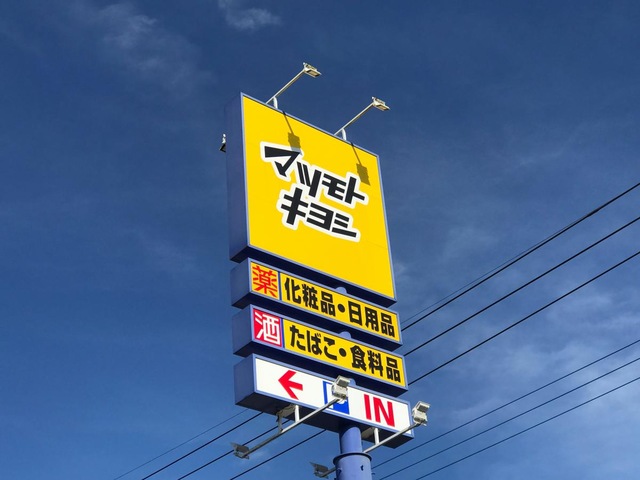 マツモト
キヨシ
薬 化粧品・日用品
酒 たばこ・食料品
← P IN